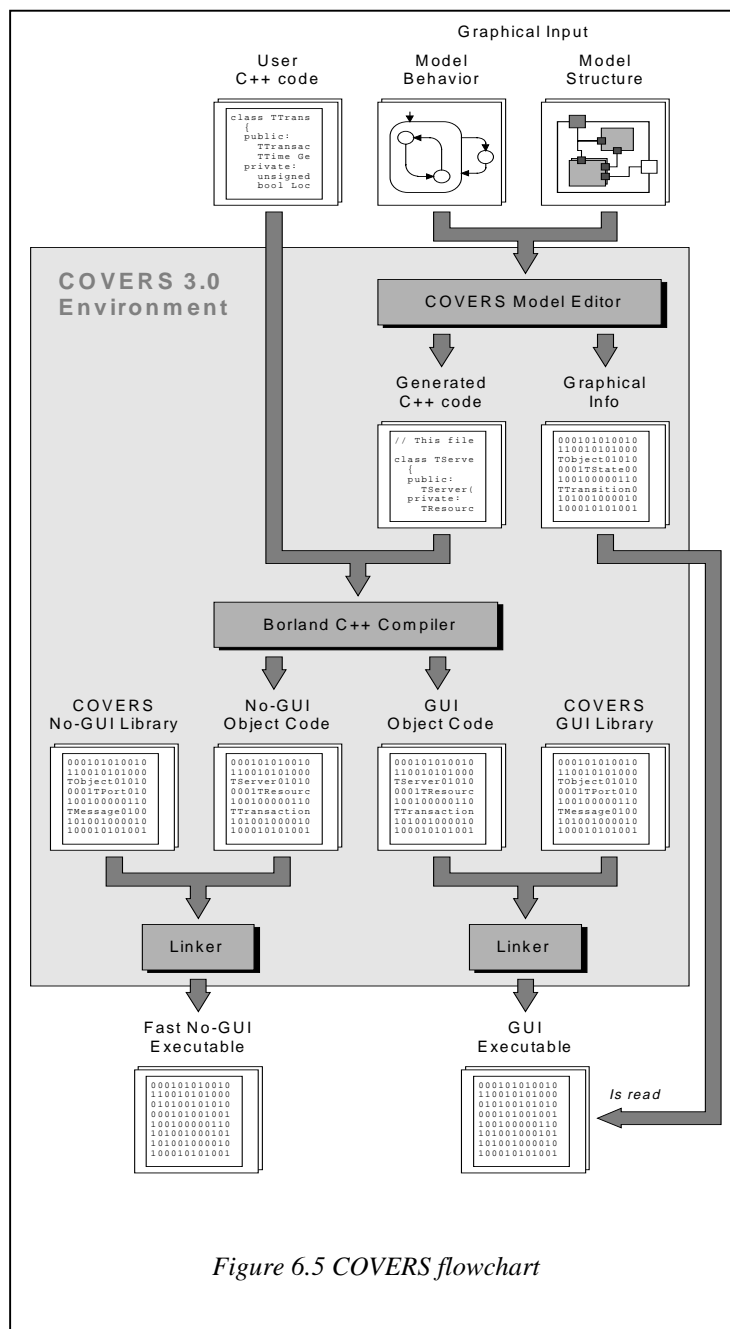 Graphical Input
User
C++ code
Model
Behavior
Model
Structure
class TTrans
{
public:
TTransac
TTime Ge
private:
unsigned
bool Loc
COVERS 3.0
Environment
COVERS Model Editor
Generated
C++ code
Graphical
Info
// This file
class TServe
{
public:
TServer(
private:
TResourc
000101010010
110010101000
TObject01010
0001TState00
100100000110
TTransition0
101001000010
100010101001
Borland C++ Compiler
COVERS
No-GUI Library
No-GUI
Object Code
GUI
Object Code
COVERS
GUI Library
000101010010
110010101000
TObject01010
0001TPort010
100100000110
TMessage0100
101001000010
100010101001
000101010010
110010101000
TServer01010
0001TResourc
100100000110
TTransaction
101001000010
100010101001
000101010010
110010101000
TServer01010
0001TResourc
100100000110
TTransaction
101001000010
100010101001
000101010010
110010101000
TObject01010
0001TPort010
100100000110
TMessage0100
101001000010
100010101001
Linker
Linker
Fast No-GUI
Executable
GUI
Executable
000101010010
110010101000
010100101010
000101001001
100100000110
101001000101
101001000010
100010101001
000101010010
110010101000
010100101010
000101001001
100100000110
101001000101
101001000010
100010101001
Is read
Figure 6.5 COVERS flowchart